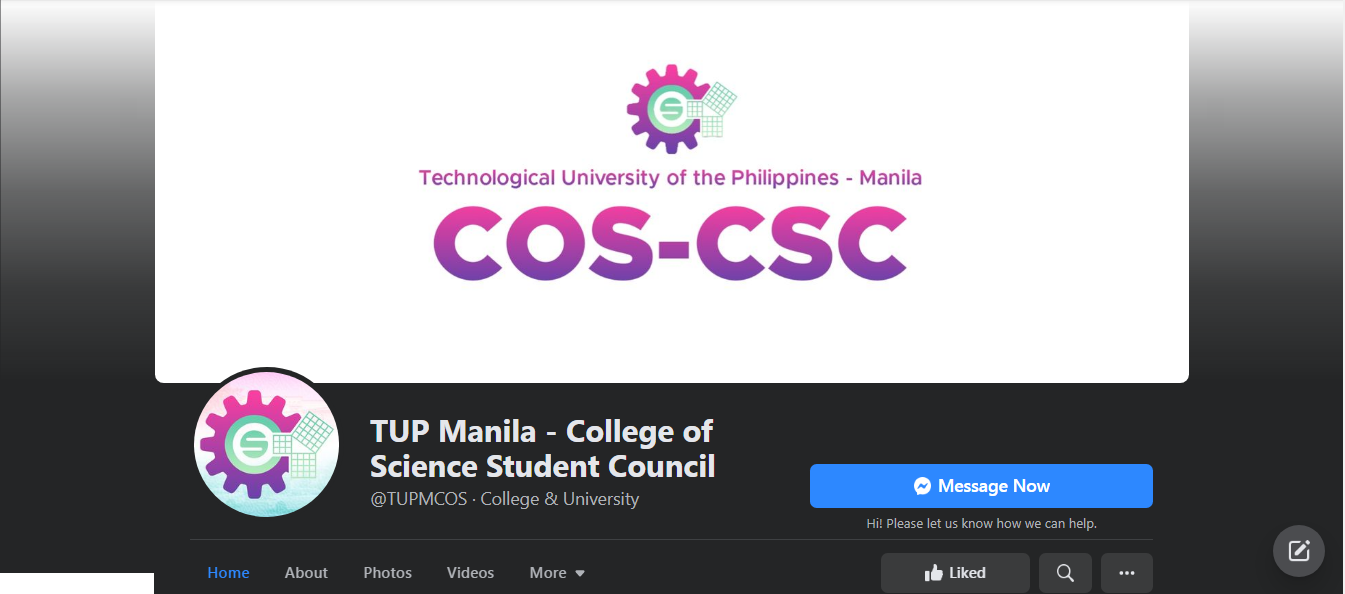 Technological University of the Philippines - Manila
COS-CSC
TUP Manila - College of
Science Student Council
@TUPMCOS · College & University
Message Now
Hi! Please let us know how we can help.
Home About Photos Videos More
Liked